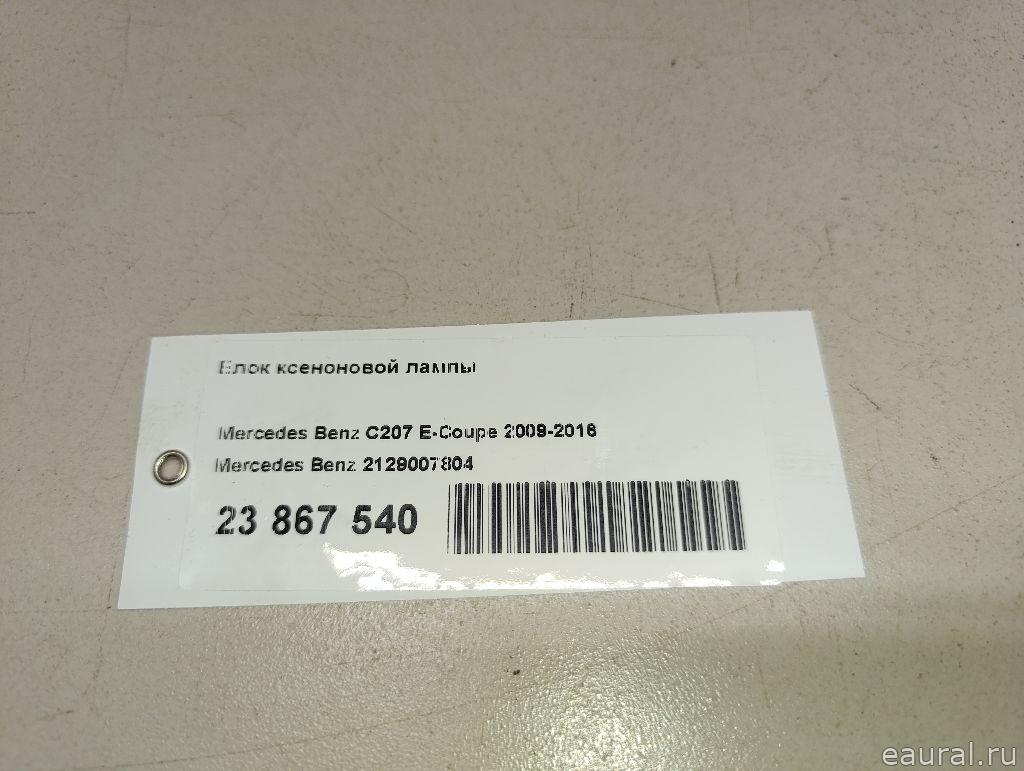 Блок ксеноновой лампы
Mercedes Benz C207 E-Coupe 2009-2016
Mercedes Benz 2129007804
23 867 540
eaural.ru